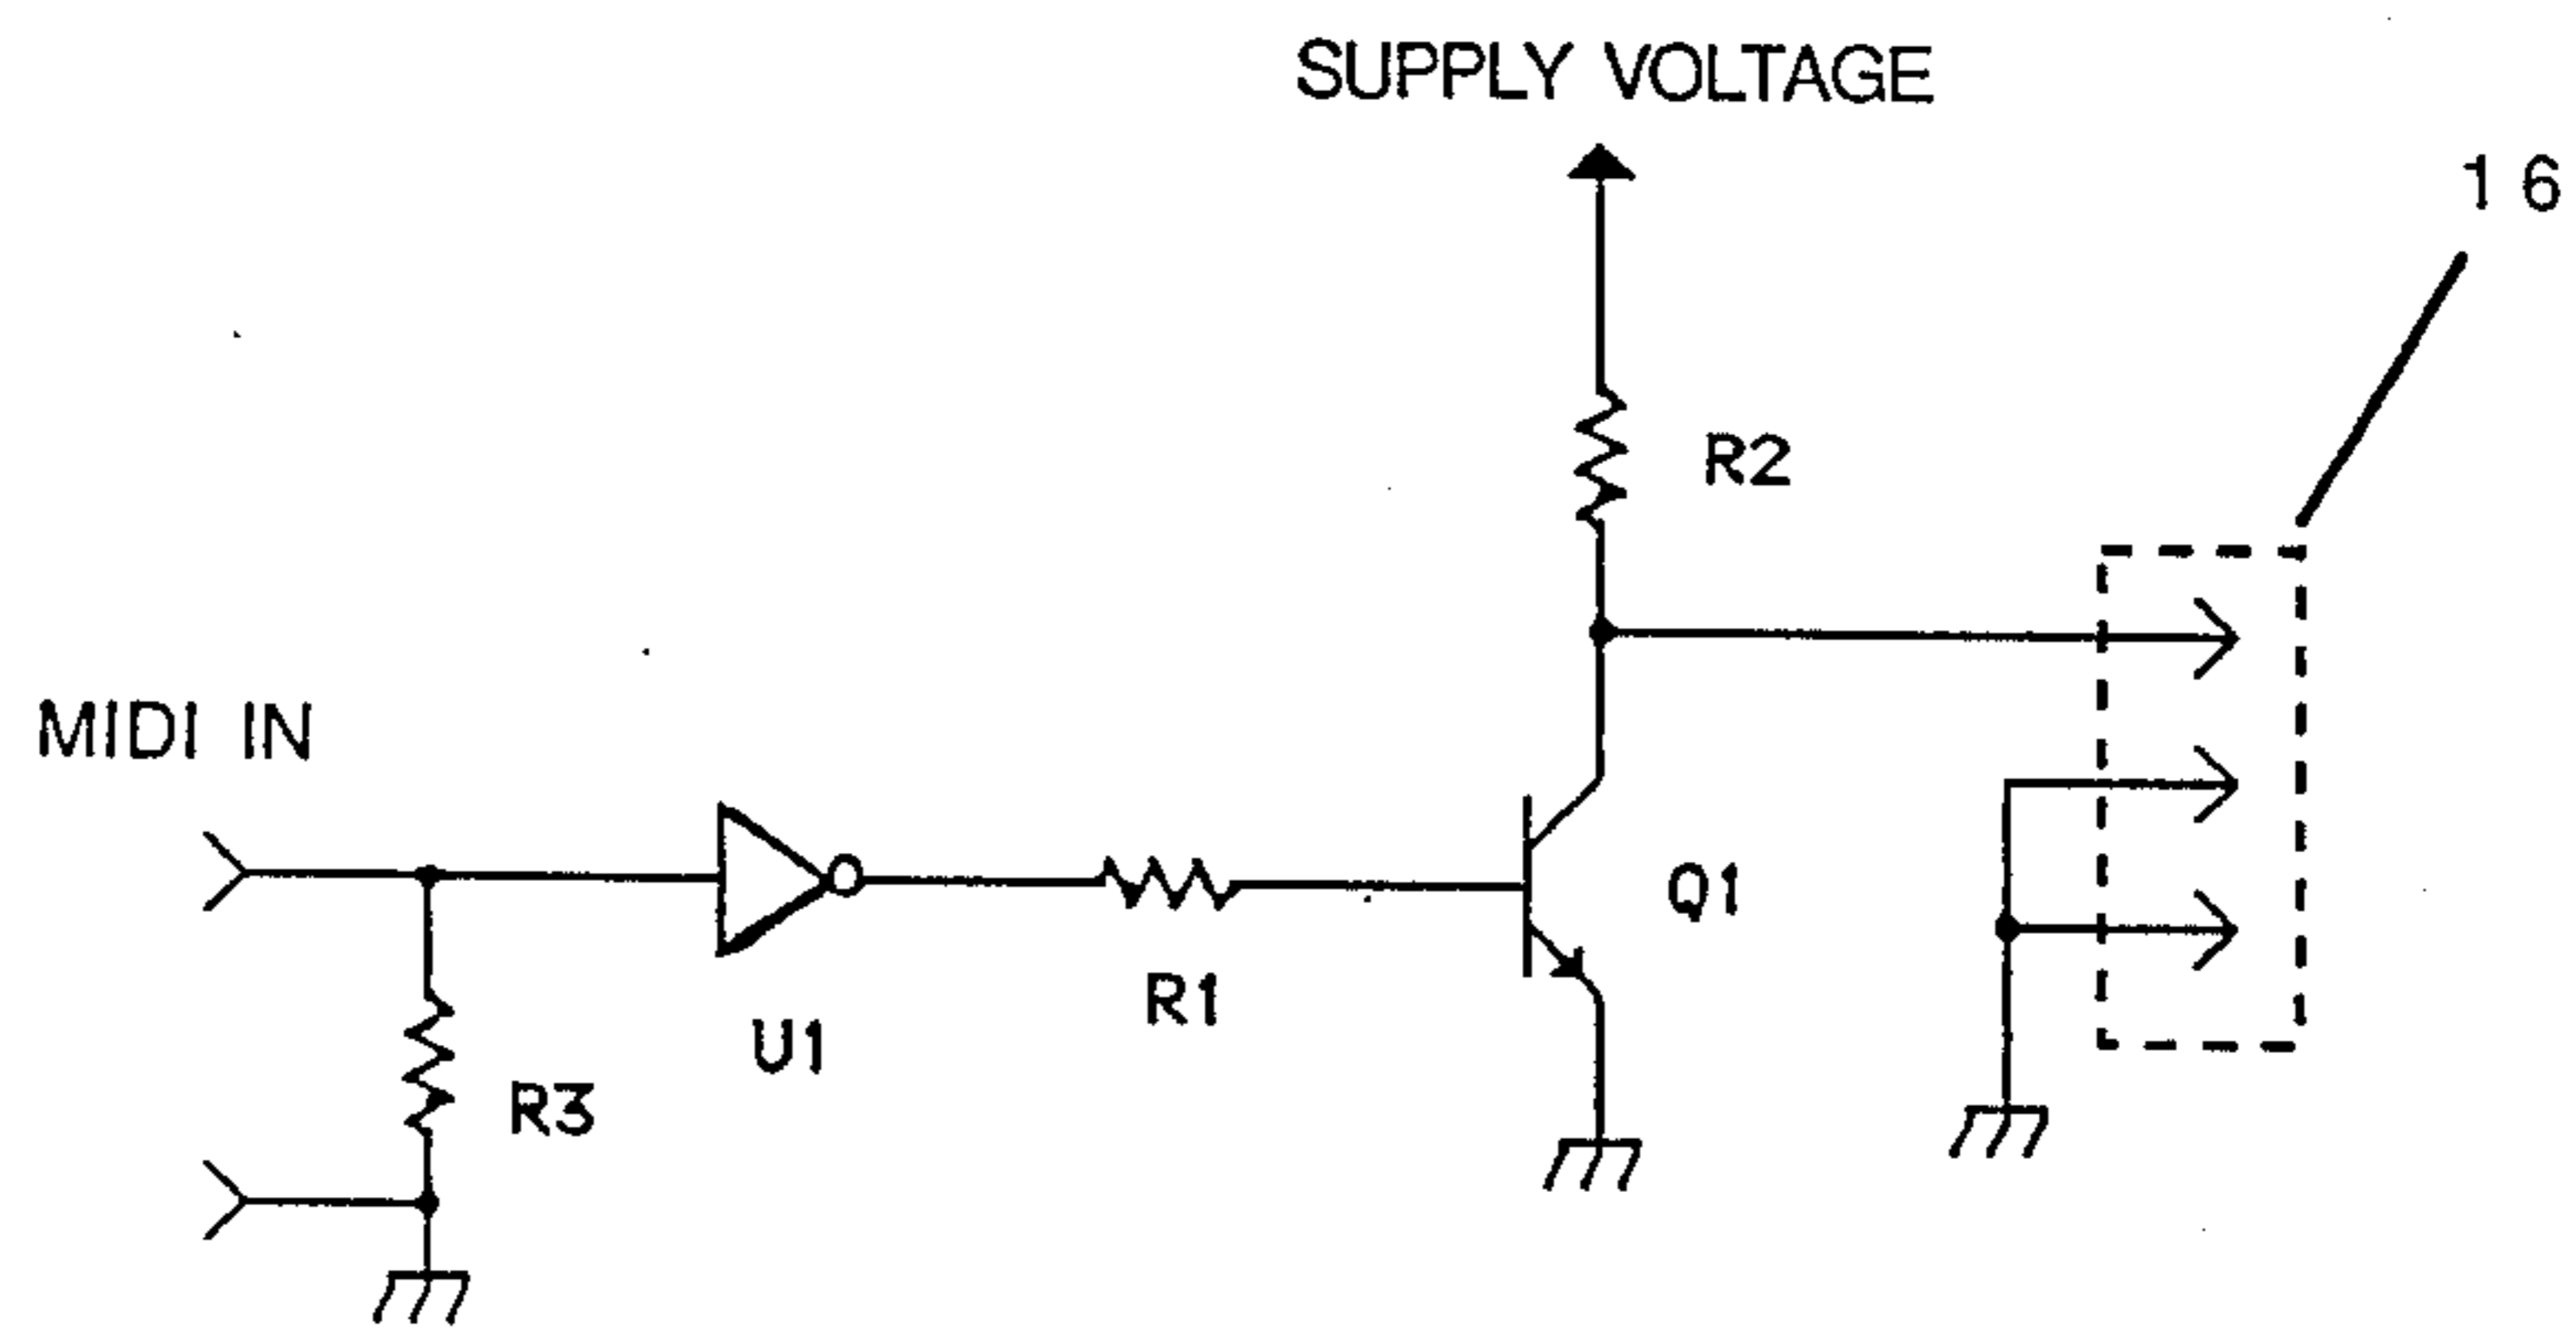 SUPPLY VOLTAGE
16
R2
MIDI IN
Q1
R1
U1
R3